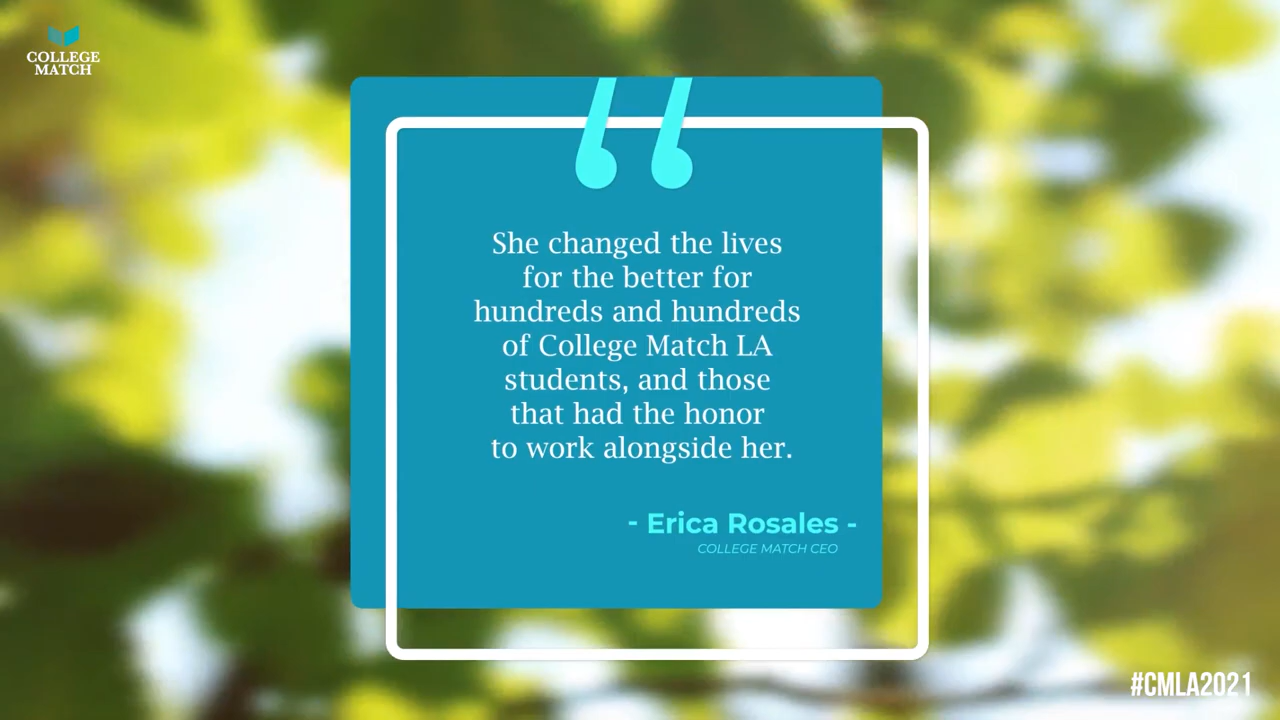 COLLEGE
MATCH
She changed the lives
for the better for
hundreds and hundreds
of College Match LA
students, and those
that had the honor
to work alongside her.
- Erica Rosales -
COLLEGE MATCH CEO
#CMLA2021